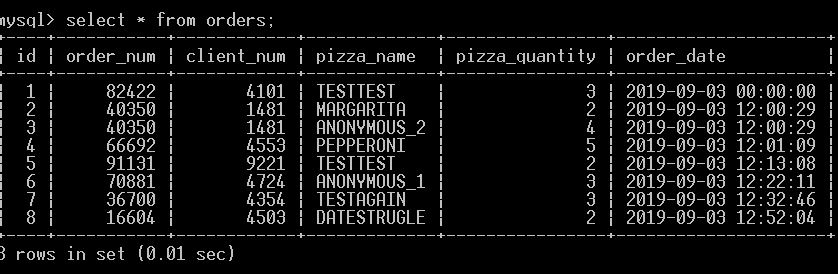 mysql> select * from orders;
+----+-----------+------------+-------------+----------------+---------------------+
| id | order_num | client_num | pizza_name | pizza_quantity | order_date |
+----+-----------+------------+-------------+----------------+---------------------+
| 1 | 82422 | 4101 | TESTTEST | 3 | 2019-09-03 00:00:00 |
| 2 | 40350 | 1481 | MARGARITA | 2 | 2019-09-03 12:00:29 |
| 3 | 40350 | 1481 | ANONYMOUS_2 | 4 | 2019-09-03 12:00:29 |
| 4 | 66692 | 4553 | PEPPERONI | 5 | 2019-09-03 12:01:09 |
| 5 | 91131 | 9221 | TESTTEST | 2 | 2019-09-03 12:13:08 |
| 6 | 70881 | 4724 | ANONYMOUS_1 | 3 | 2019-09-03 12:22:11 |
| 7 | 36700 | 4354 | TESTAGAIN | 3 | 2019-09-03 12:32:46 |
| 8 | 16604 | 4503 | DATESTRUGLE | 2 | 2019-09-03 12:52:04 |
+----+-----------+------------+-------------+----------------+---------------------+
8 rows in set (0.01 sec)